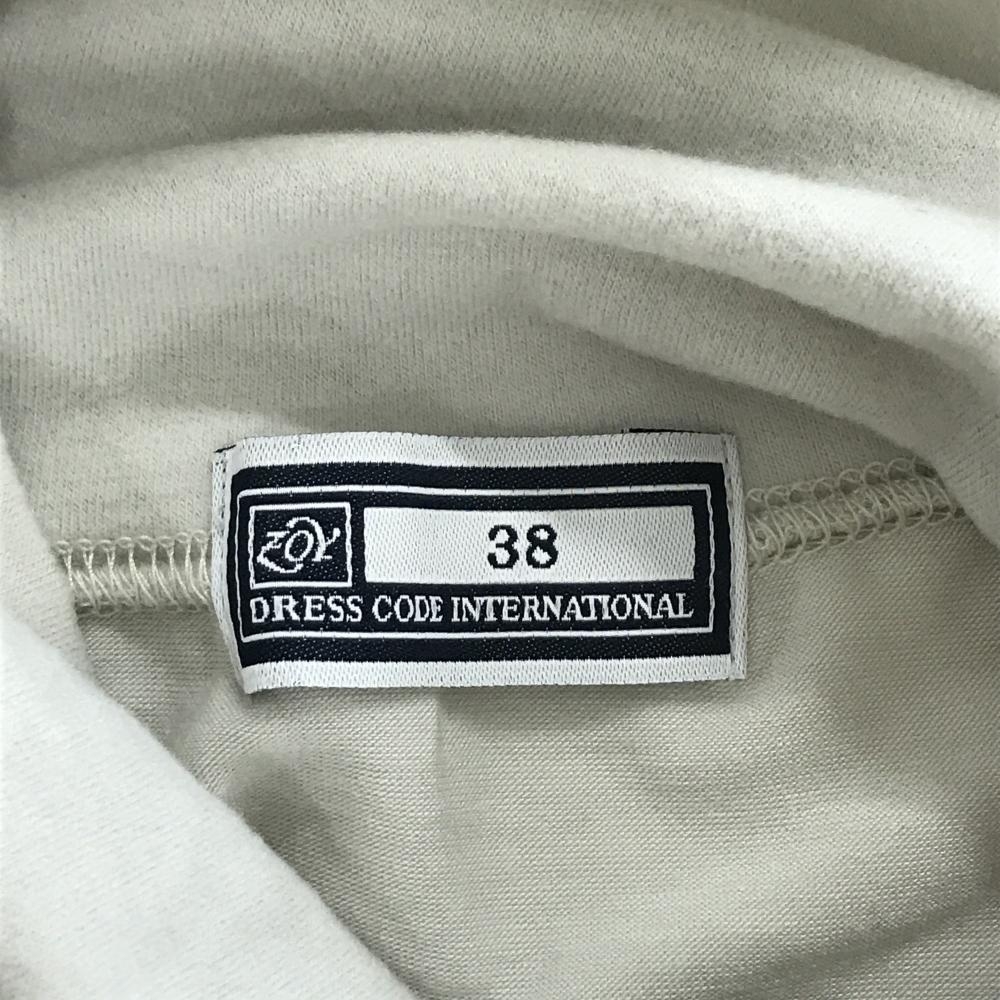 ZOY
38
DRESS CODE INTERNATIONAL